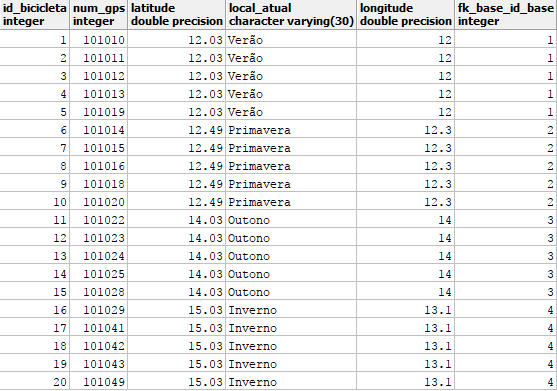 id_bicicleta num_gps latitude local_atual longitude fk_base_id_base
integer integer double precision character varying(30) double precision integer
1 101010 12.03 Verão 12 1
2 101011 12.03 Verão 12 1
3 101012 12.03 Verão 12 1
4 101013 12.03 Verão 12 1
5 101019 12.03 Verão 12 1
6 101014 12.49 Primavera 12.3 2
7 101015 12.49 Primavera 12.3 2
8 101016 12.49 Primavera 12.3 2
9 101018 12.49 Primavera 12.3 2
10 101020 12.49 Primavera 12.3 2
11 101022 14.03 Outono 14 3
12 101023 14.03 Outono 14 3
13 101024 14.03 Outono 14 3
14 101025 14.03 Outono 14 3
15 101028 14.03 Outono 14 3
16 101029 15.03 Inverno 13.1 4
17 101041 15.03 Inverno 13.1 4
18 101042 15.03 Inverno 13.1 4
19 101043 15.03 Inverno 13.1 4
20 101049 15.03 Inverno 13.1 4